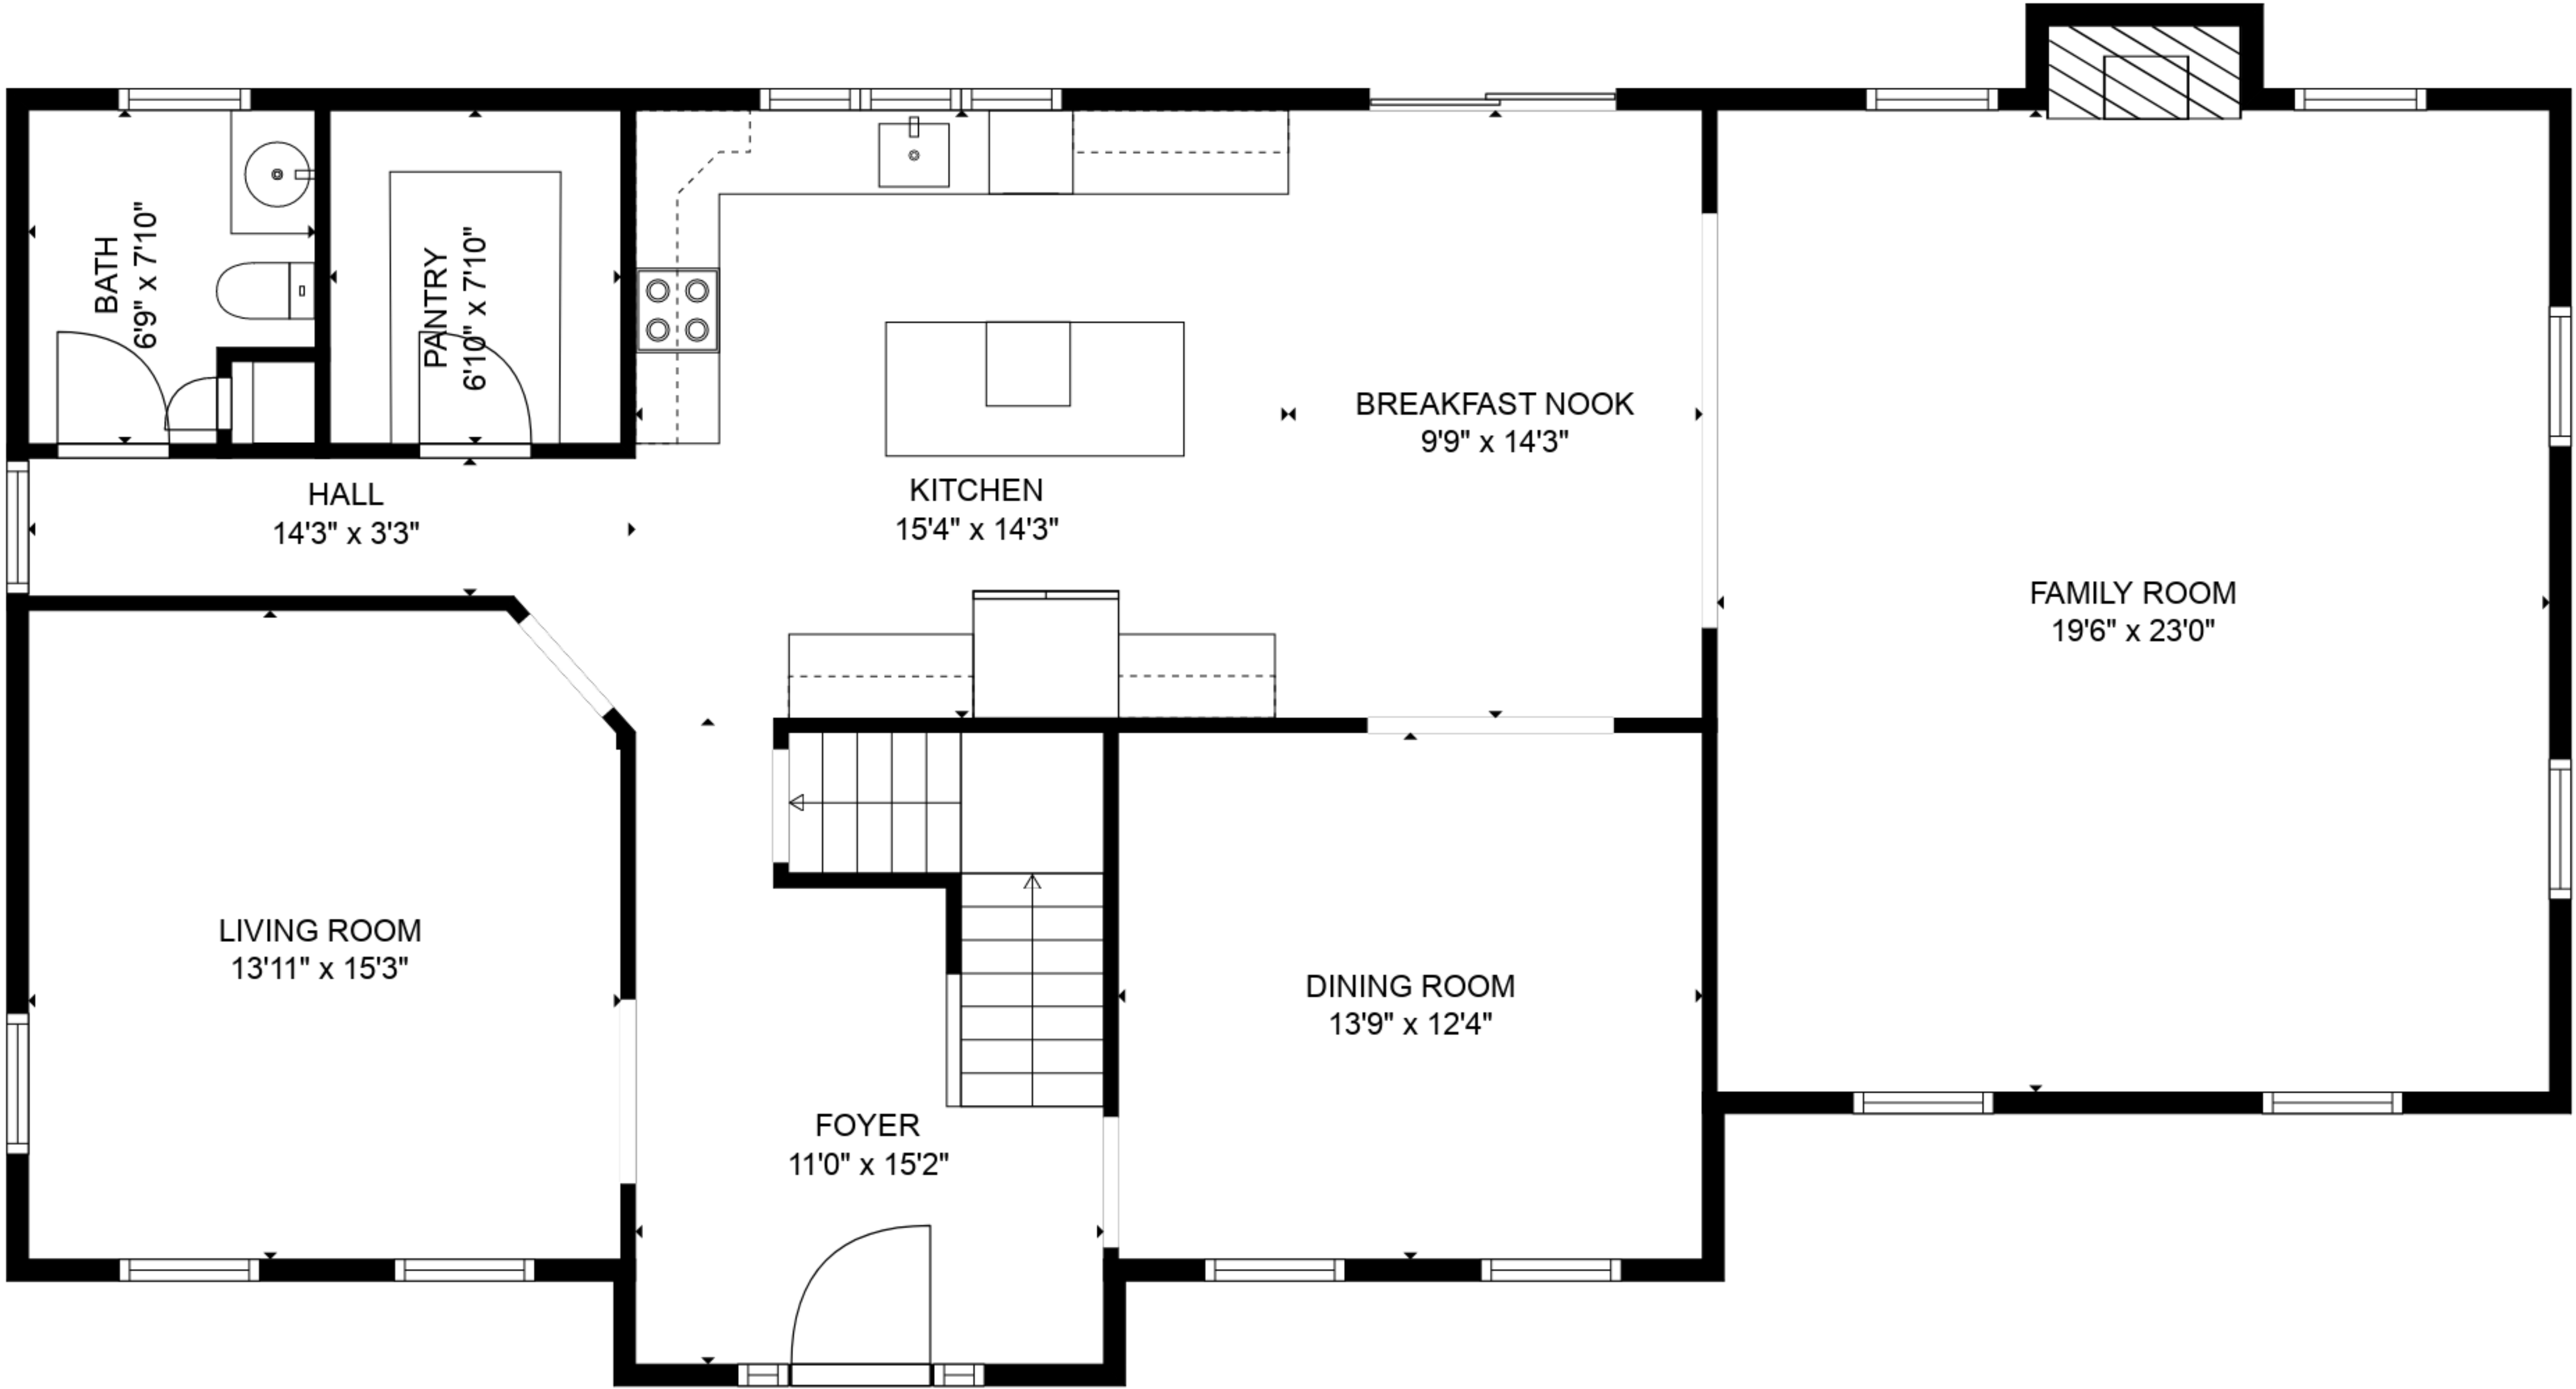 BATH
6'9" x 7'10"
PANTRY
6'10" x 7'10"
BREAKFAST NOOK
9'9" x 14'3"
HALL
14'3" x 3'3"
KITCHEN
15'4" x 14'3"
FAMILY ROOM
19'6" x 23'0"
LIVING ROOM
13'11" x 15'3"
DINING ROOM
13'9" x 12'4"
FOYER
11'0" x 15'2"